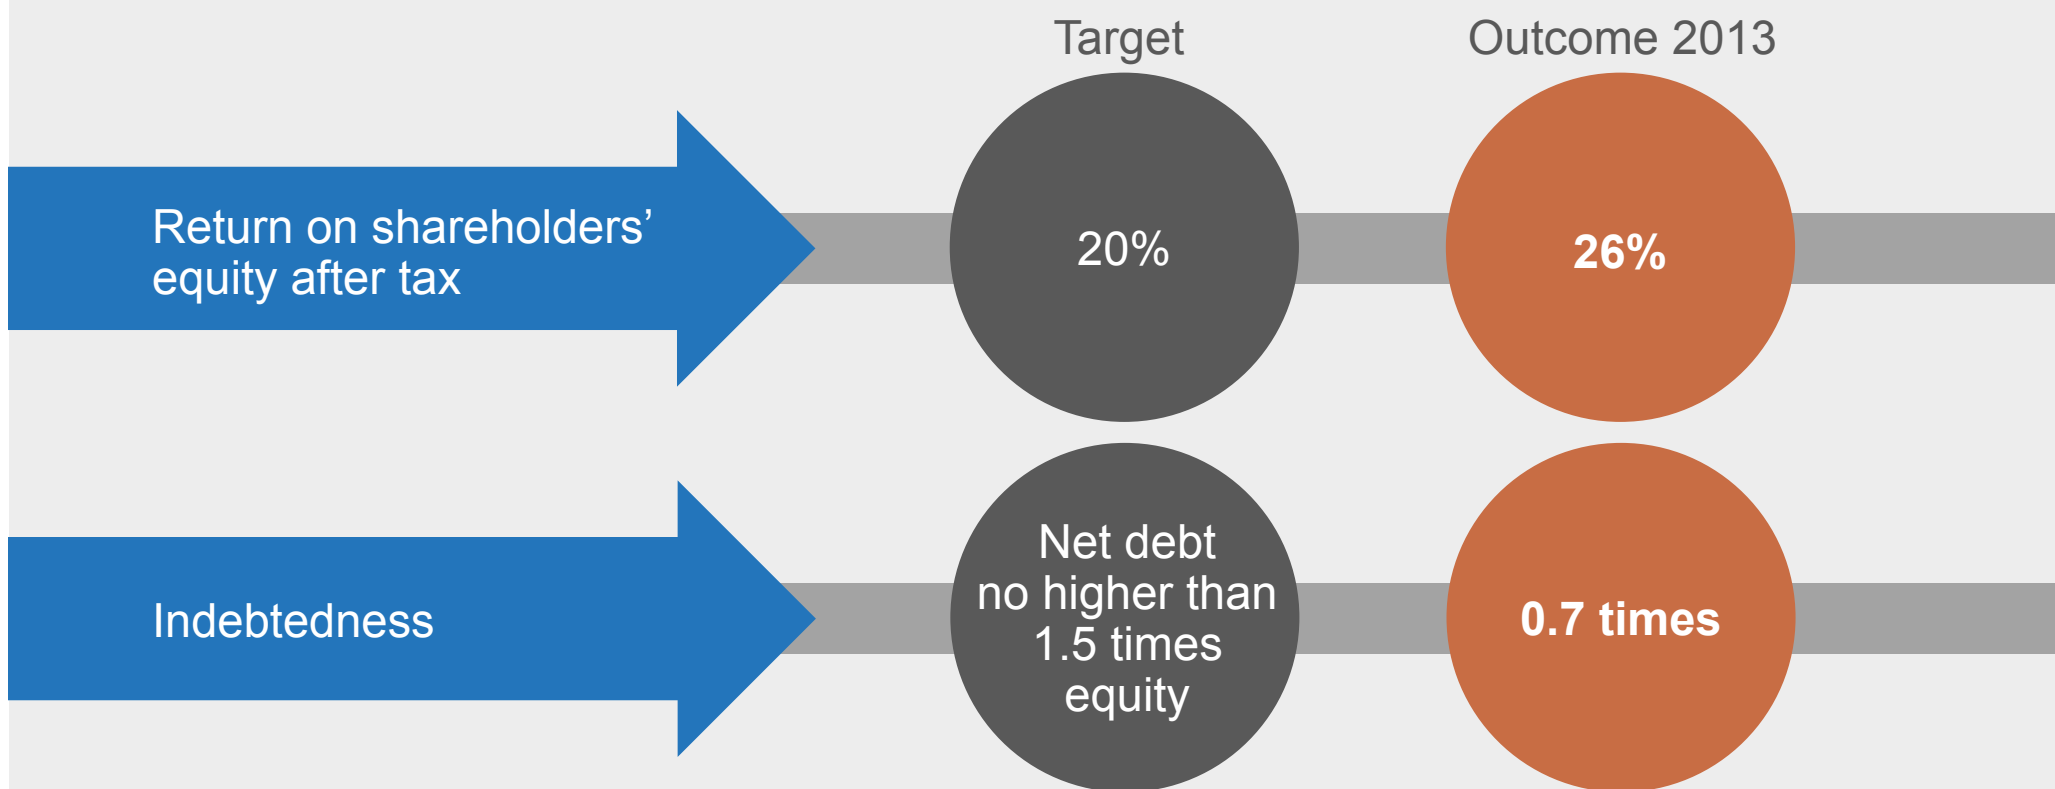 Target
Outcome 2013
Return on shareholders’
equity after tax
20%
26%
Indebtedness
Net debt
no higher than
1.5 times
equity
0.7 times